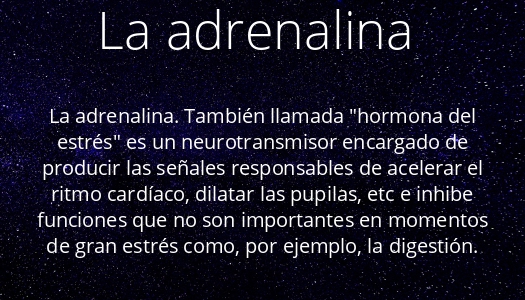 La adrenalina
La adrenalina. También llamada "hormona del
estrés" es un neurotransmisor encargado de
producir las señales responsables de acelerar el
ritmo cardíaco, dilatar las pupilas, etc e inhibe
funciones que no son importantes en momentos
de gran estrés como, por ejemplo, la digestión.